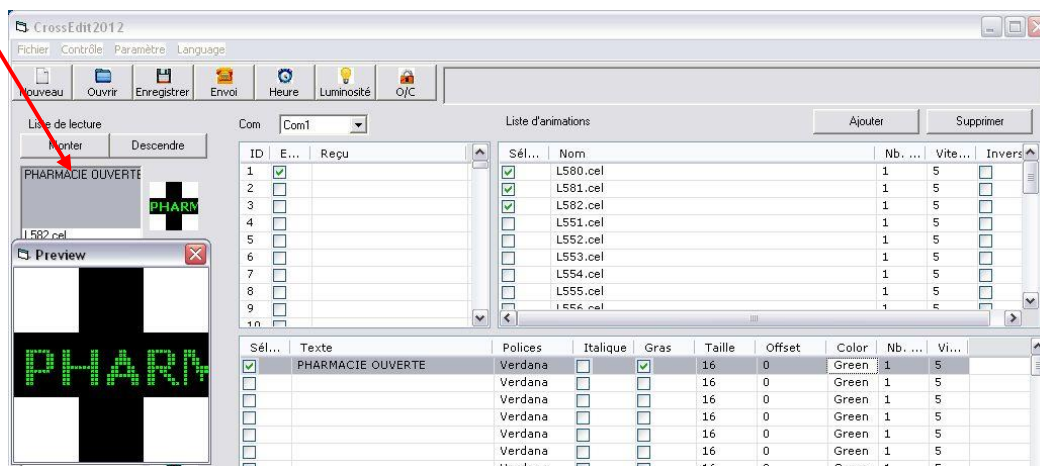 CrossEdit2012
Fichier Contrôle Paramètre Language
Nouveau Ouvrir Enregistrer Envoi Heure Luminosité O/C
Liste de lecture Com Com1 Liste d'animations Ajouter Supprimer
Monter Descendre
ID E... Reçu
1
2
3
4
5
6
7
8
9
10
Sél... Nom Nb. ... Vite... Invers
L580.cel 1 5
L581.cel 1 5
L582.cel 1 5
L551.cel 1 5
L552.cel 1 5
L553.cel 1 5
L554.cel 1 5
L555.cel 1 5
L556.cel 1 5
PHARMACIE OUVERTE
PHARM
L582.cel
Preview
PHARM
Sél... Texte Polices Italique Gras Taille Offset Color Nb. ... Vi...
PHARMACIE OUVERTE Verdana 16 0 Green 1 5
Verdana 16 0 Green 1 5
Verdana 16 0 Green 1 5
Verdana 16 0 Green 1 5
Verdana 16 0 Green 1 5
Verdana 16 0 Green 1 5